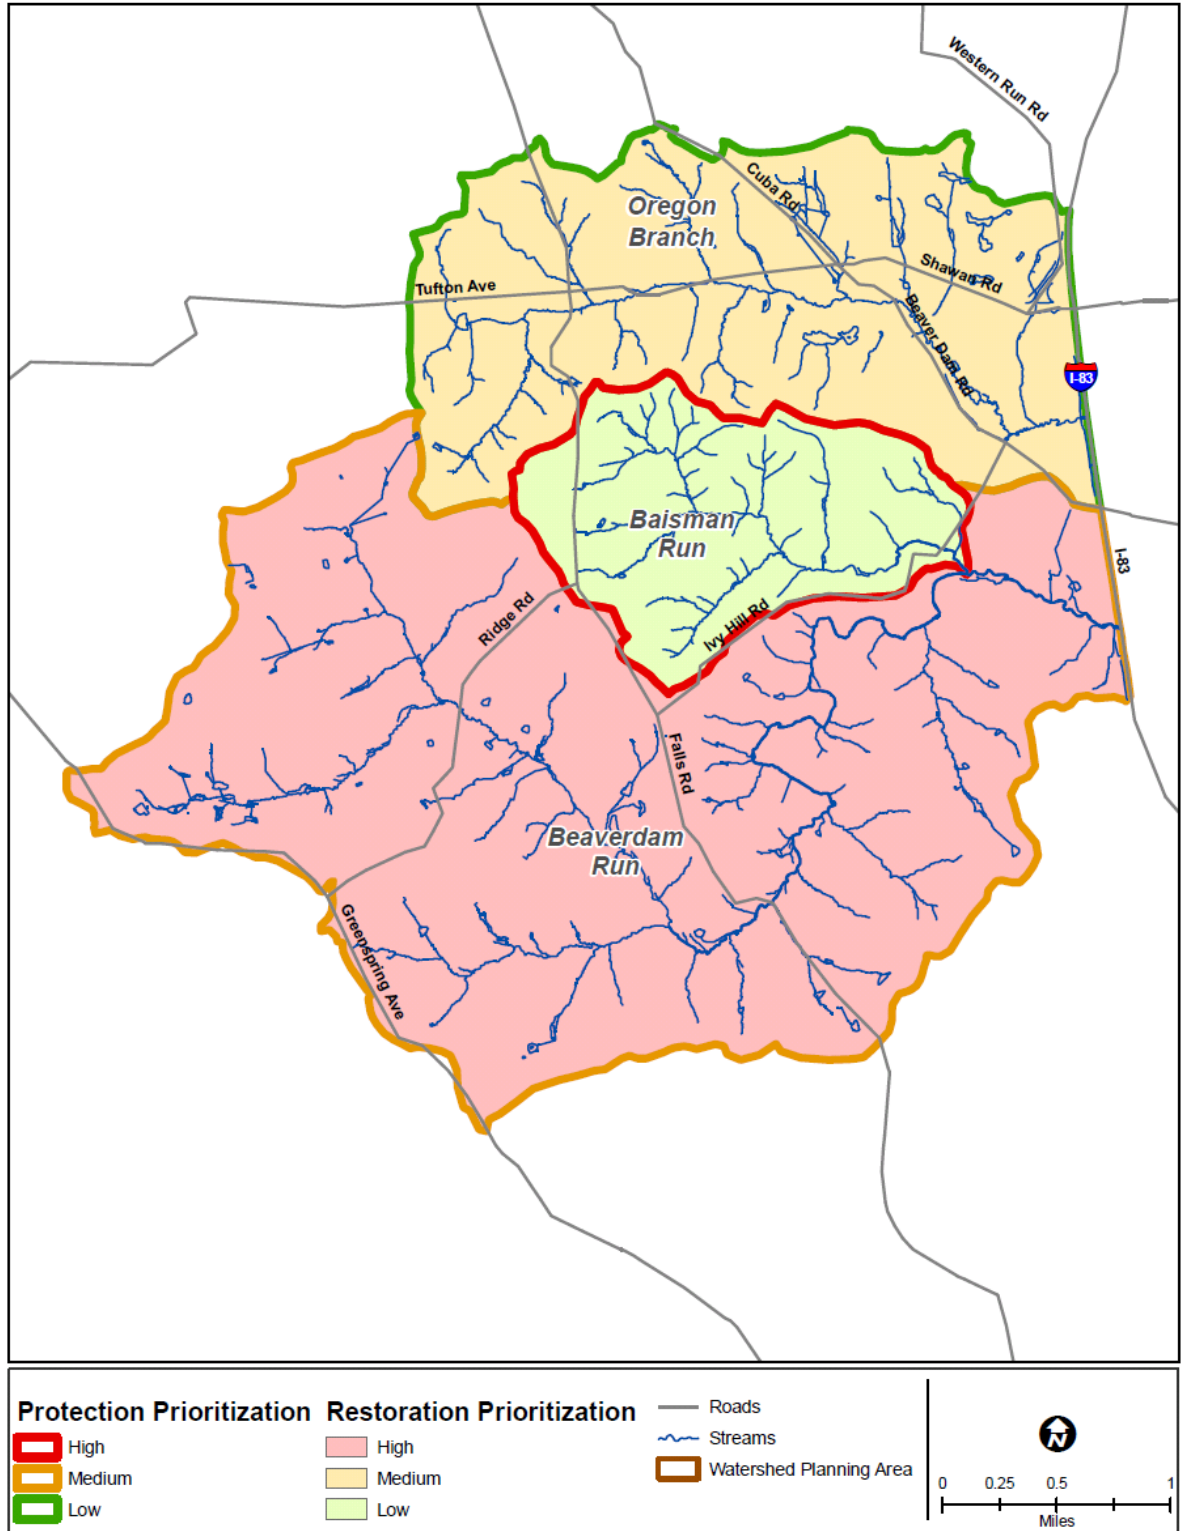 Western Run Rd
Cuba Rd
Oregon
Branch
Shawan Rd
Tufton Ave
Beaver Dam Rd
I-83
Baisman
Run
I-83
Ridge Rd
Ivy Hill Rd
Falls Rd
Beaverdam
Run
Greenspring Ave
Protection Prioritization
High
Medium
Low
Restoration Prioritization
High
Medium
Low
Roads
Streams
Watershed Planning Area
N
0 0.25 0.5 1
Miles